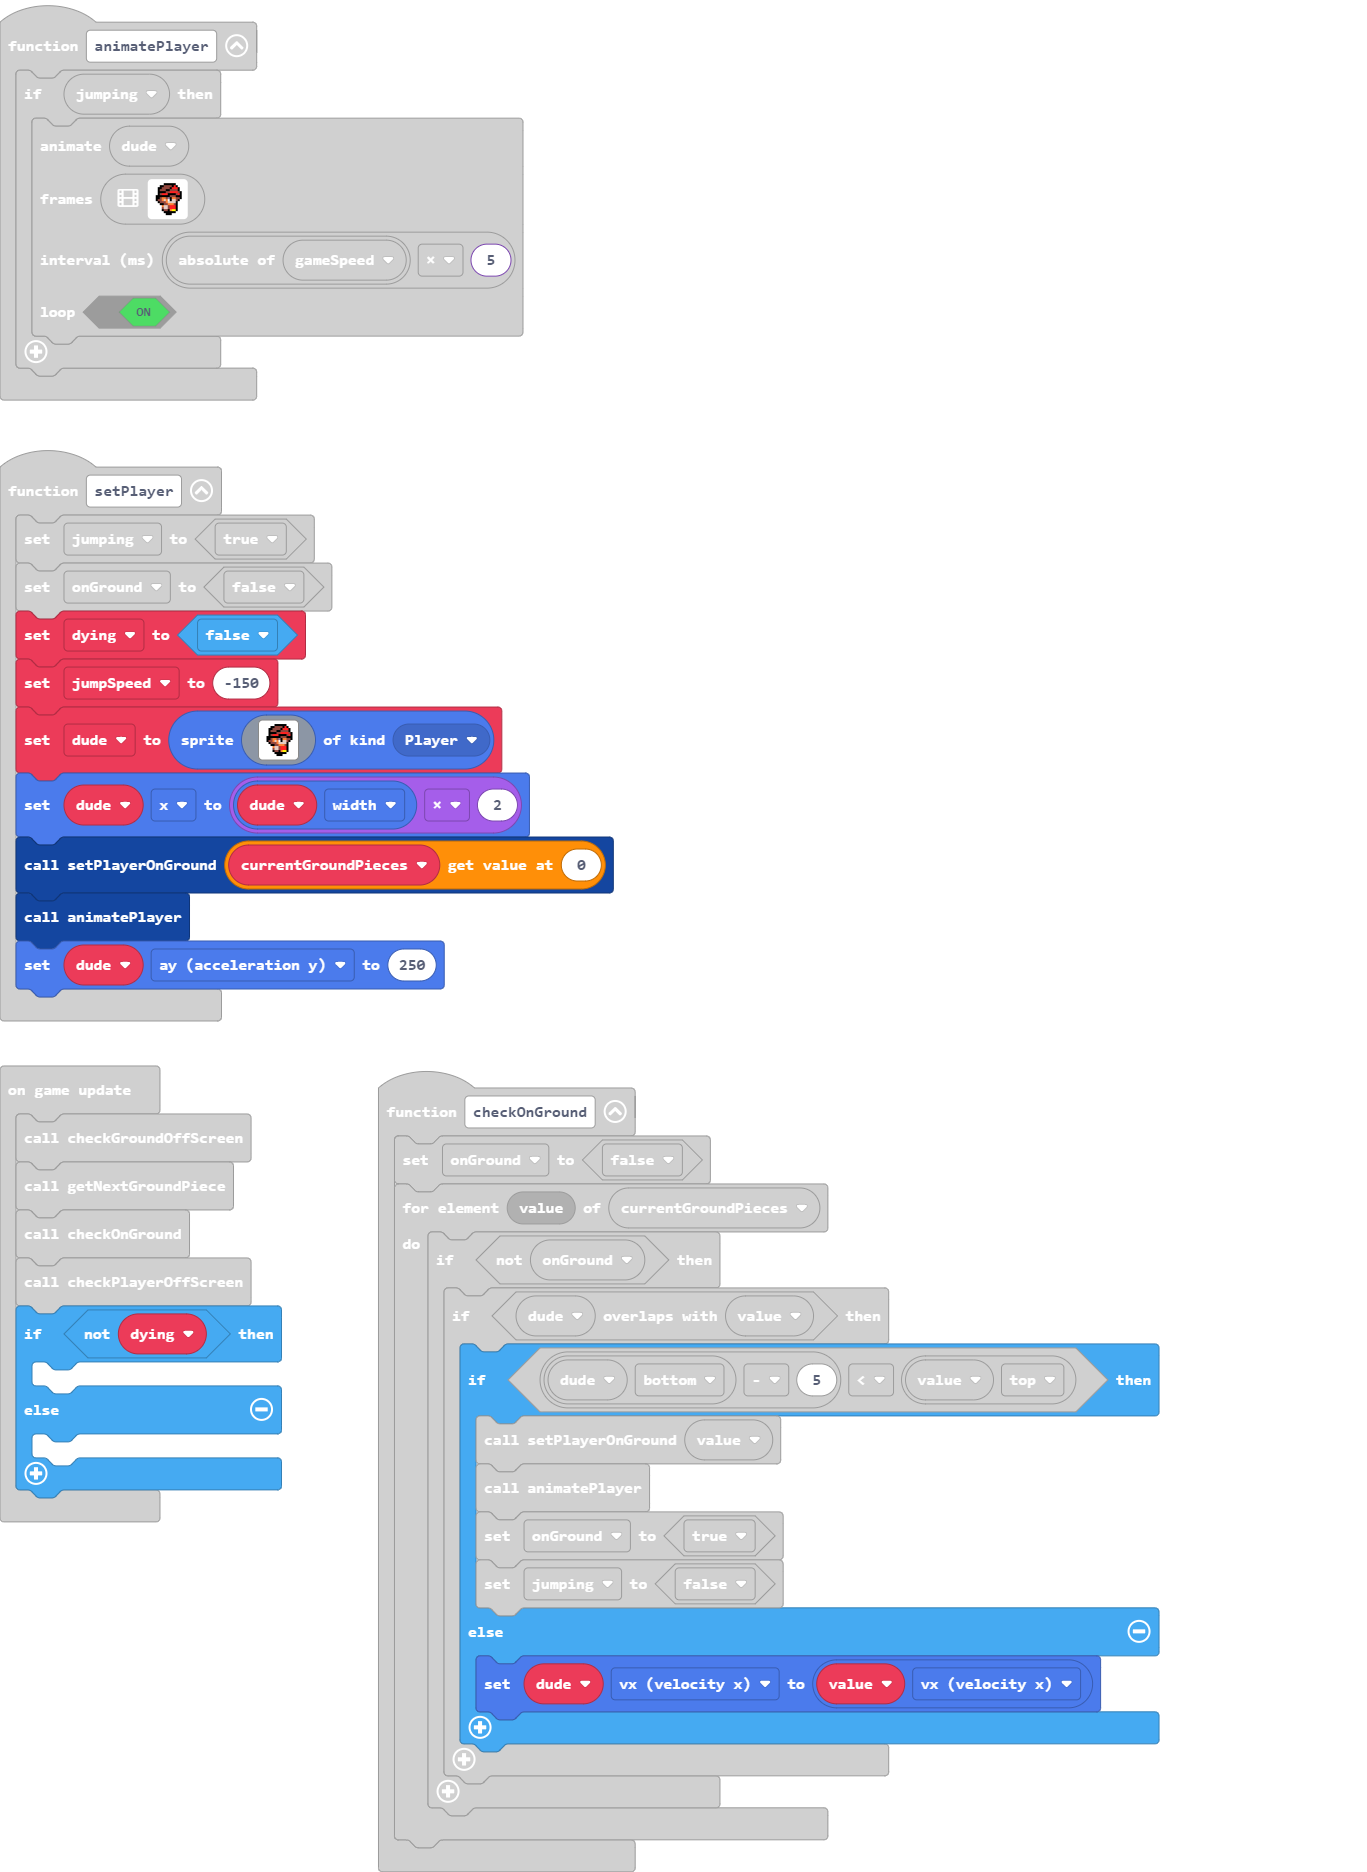 function animatePlayer
if jumping then
animate dude
frames
interval (ms) absolute of gameSpeed × 5
loop ON
function setPlayer
set jumping to true
set onGround to false
set dying to false
set jumpSpeed to -150
set dude to sprite of kind Player
set dude x to dude width × 2
call setPlayerOnGround currentGroundPieces get value at 0
call animatePlayer
set dude ay (acceleration y) to 250
on game update
call checkGroundOffScreen
call getNextGroundPiece
call checkOnGround
call checkPlayerOffScreen
if not dying then
else
function checkOnGround
set onGround to false
for element value of currentGroundPieces
do
if not onGround then
if dude overlaps with value then
if dude bottom - 5 < value top then
call setPlayerOnGround value
call animatePlayer
set onGround to true
set jumping to false
else
set dude vx (velocity x) to value vx (velocity x)